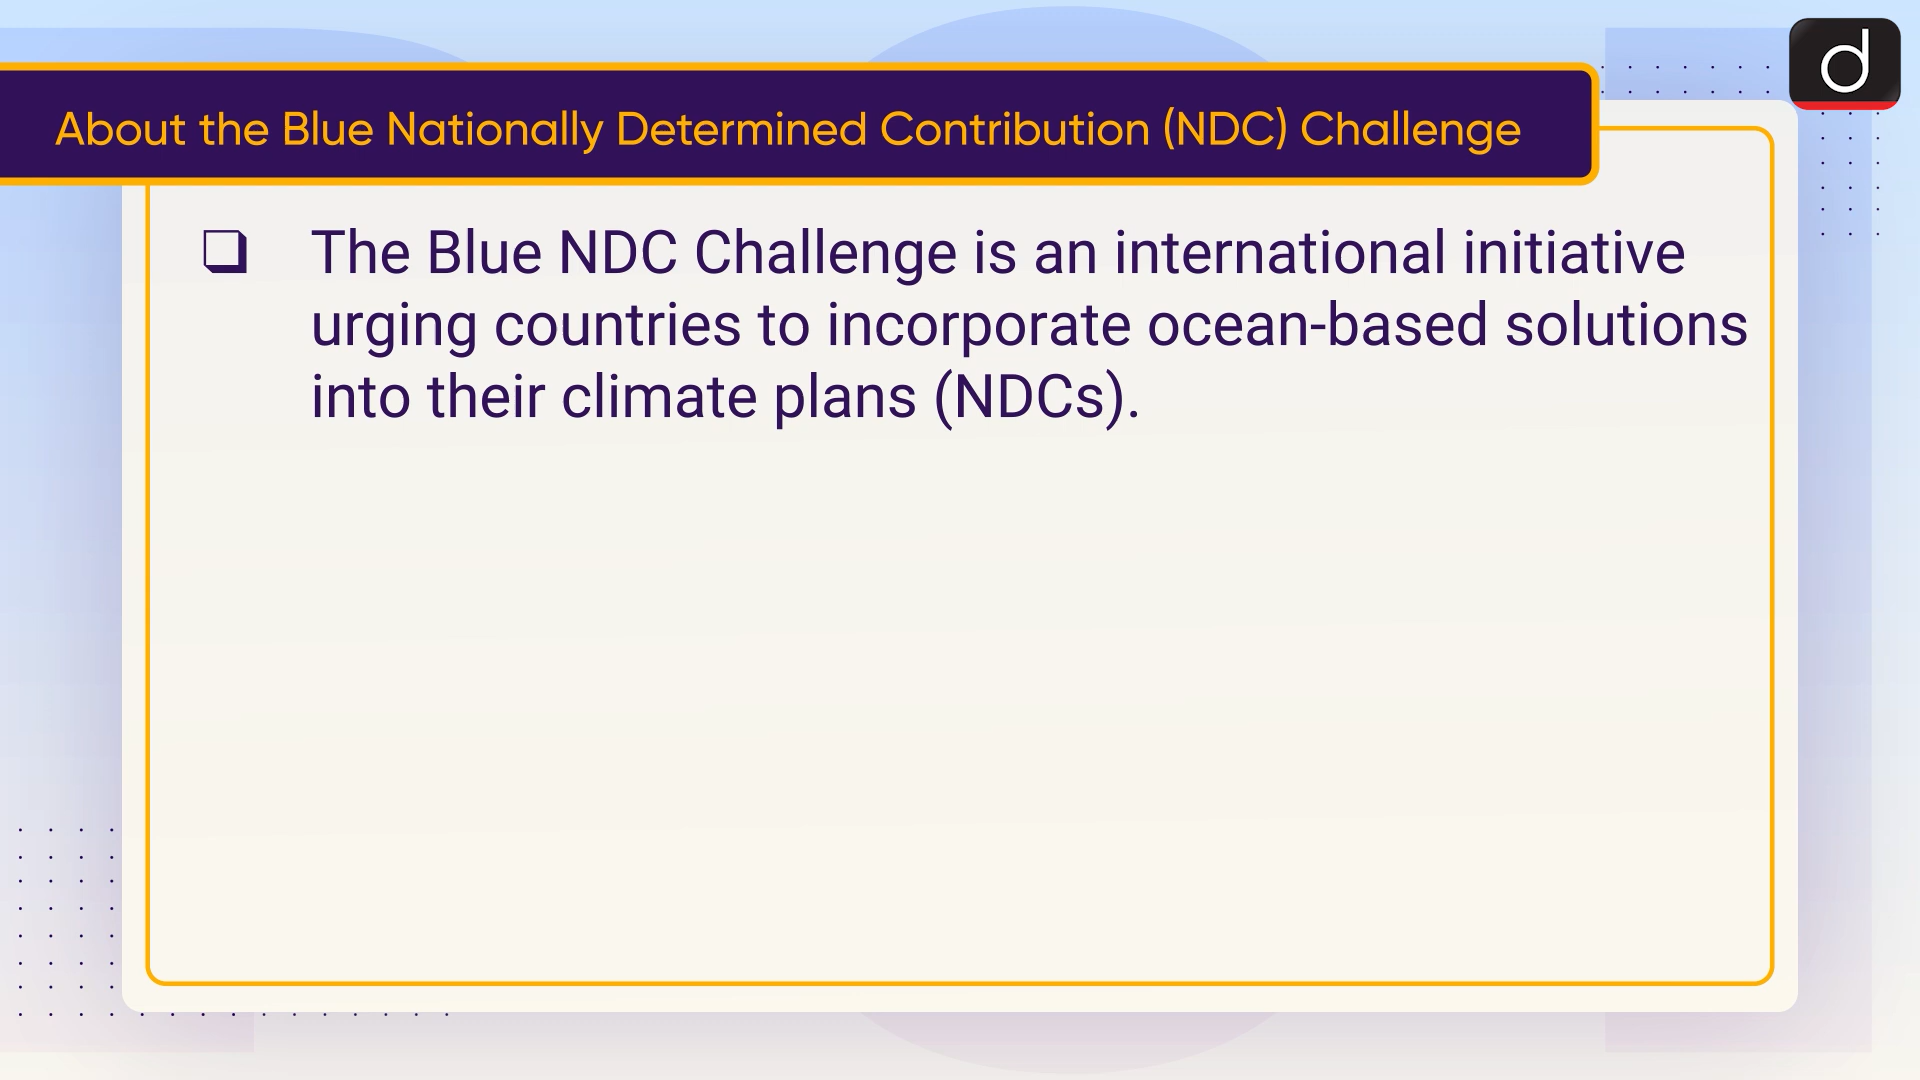 About the Blue Nationally Determined Contribution (NDC) Challenge
d
❑ The Blue NDC Challenge is an international initiative
urging countries to incorporate ocean-based solutions
into their climate plans (NDCs).